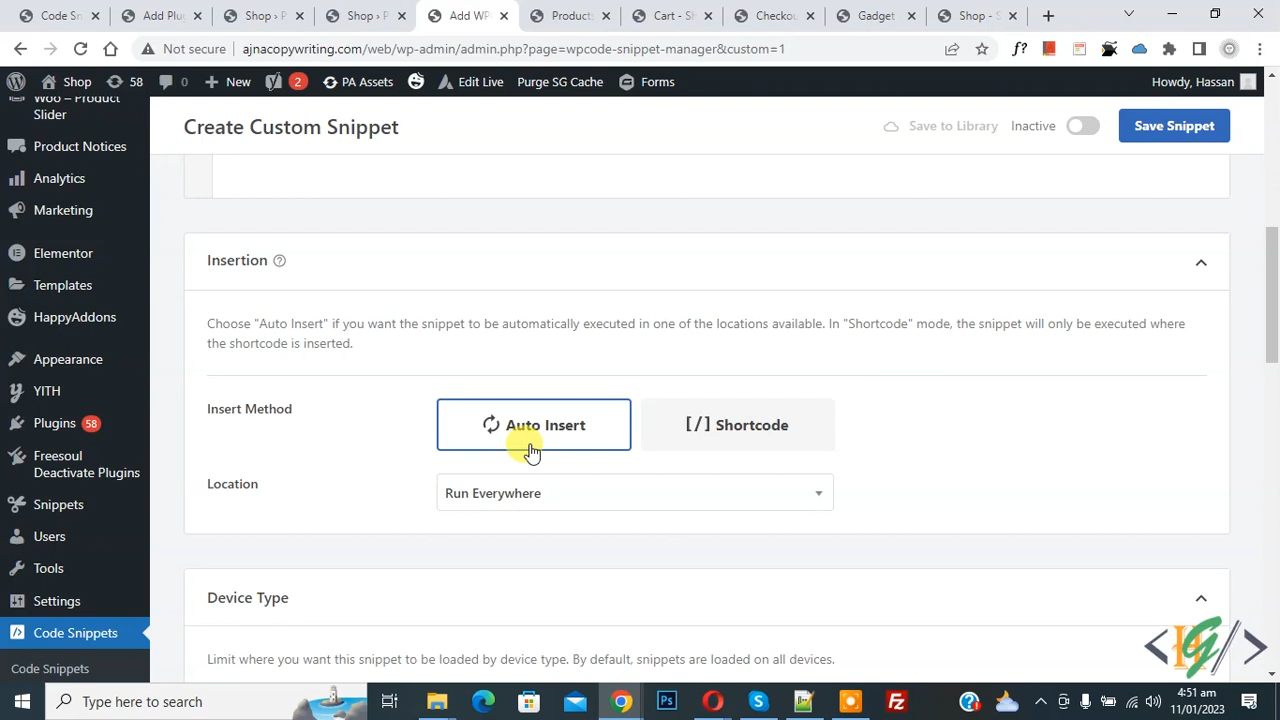 Code Sn
Add Plu
Shop › P
Shop › P
Add WP
Product
Cart - Sh
Checkou
Gadget
Shop - S
Not secure
ajnacopywriting.com/web/wp-admin/admin.php?page=wpcode-snippet-manager&custom=1
f?
Shop
58
0
New
2
PA Assets
Edit Live
Purge SG Cache
Forms
Howdy, Hassan
Woo – Product
Slider
Product Notices
Analytics
Marketing
Elementor
Templates
HappyAddons
Appearance
YITH
Plugins 58
Freesoul
Deactivate Plugins
Snippets
Users
Tools
Settings
Code Snippets
Code Snippets
Create Custom Snippet
Save to Library
Inactive
Save Snippet
Insertion
Choose "Auto Insert" if you want the snippet to be automatically executed in one of the locations available. In "Shortcode" mode, the snippet will only be executed where
the shortcode is inserted.
Insert Method
Auto Insert
[/] Shortcode
Location
Run Everywhere
Device Type
Limit where you want this snippet to be loaded by device type. By default, snippets are loaded on all devices.
Type here to search
4:51 am
11/01/2023